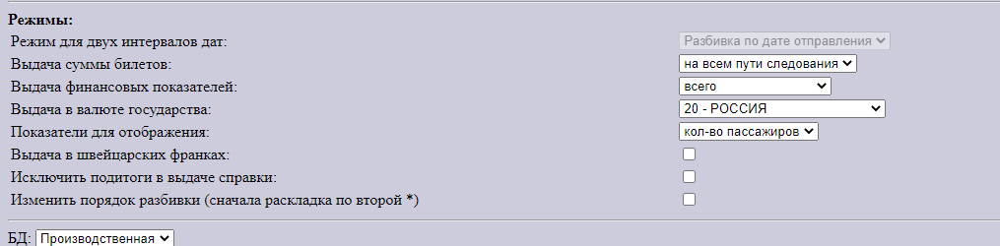 Режимы:
Режим для двух интервалов дат: Разбивка по дате отправления
Выдача суммы билетов: на всем пути следования
Выдача финансовых показателей: всего
Выдача в валюте государства: 20 - РОССИЯ
Показатели для отображения: кол-во пассажиров
Выдача в швейцарских франках:
Исключить подитоги в выдаче справки:
Изменить порядок разбивки (сначала раскладка по второй *)
БД: Производственная